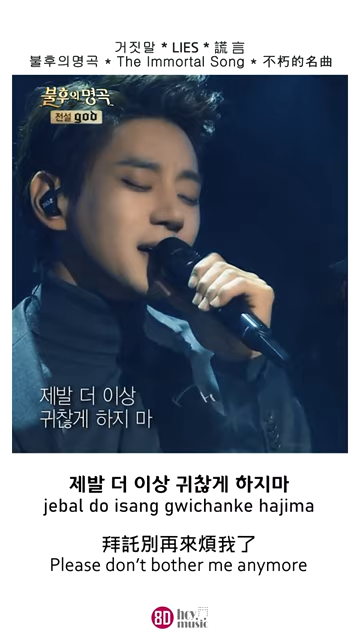 거짓말 * LIES * 謊言
불후의명곡 * The Immortal Song * 不朽的名曲
불후의명곡
전설 god
제발 더 이상
귀찮게 하지 마
제발 더 이상 귀찮게 하지마
jebal do isang gwichanke hajima
拜託別再來煩我了
Please don't bother me anymore
8D hey music